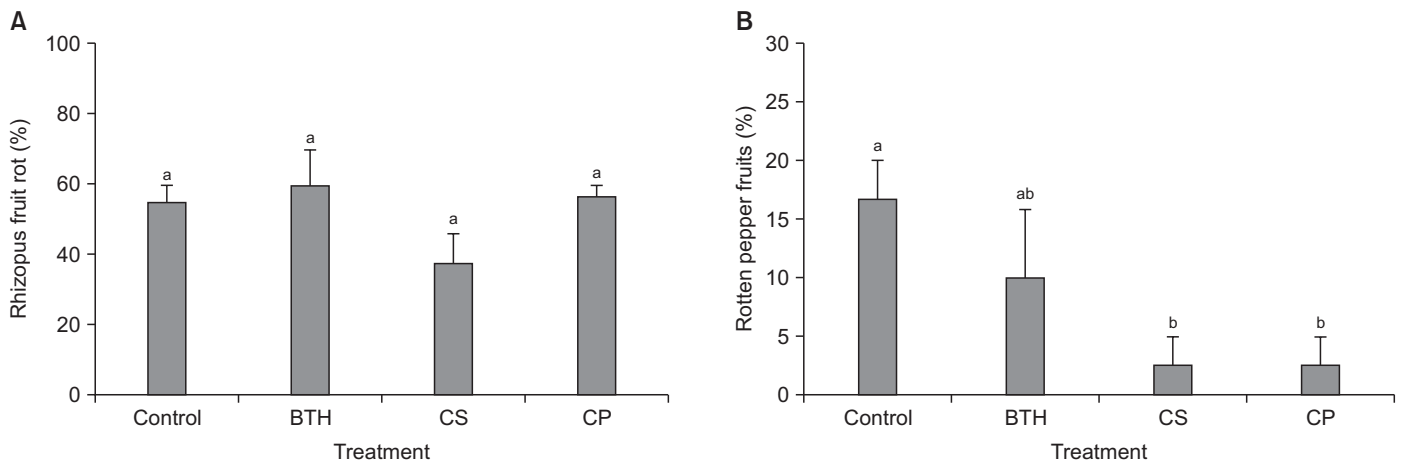 A
Rhizopus fruit rot (%)
100
80
60
40
20
0
a
a
a
a
Control BTH CS CP
Treatment
B
Rotten pepper fruits (%)
30
25
20
15
10
5
0
a
ab
b
b
Control BTH CS CP
Treatment